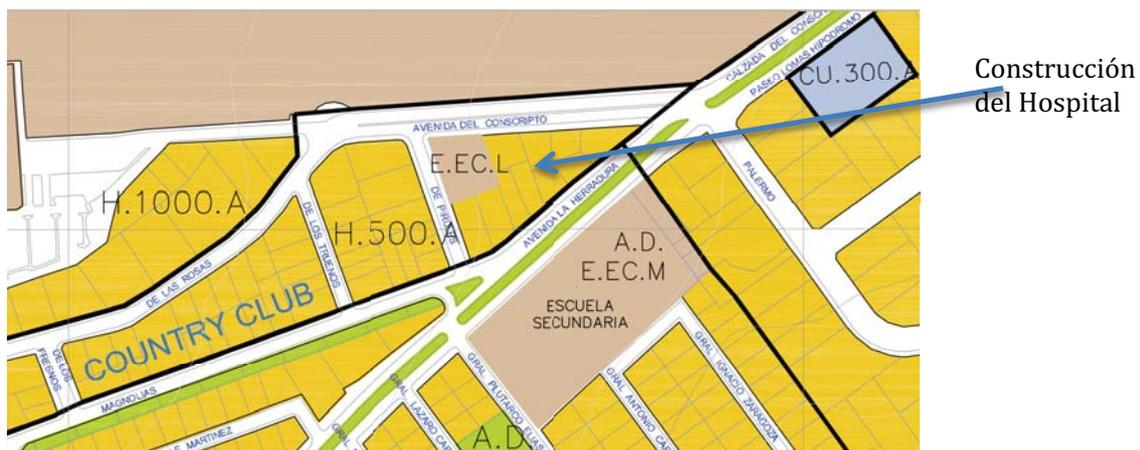 CALZADA DEL
PASEO LOMAS HIPODROMO
CU.300.A
Construcción
del Hospital
AVENIDA DEL CONSCRIPTO
E.EC.L
H.1000.A
DE LOS TRUENOS
H.500.A
AVENIDA LA HERRADURA
PALERMO
A.D.
E.EC.M
ESCUELA
SECUNDARIA
DE LAS ROSAS
COUNTRY CLUB
DE LOS
FRESNOS
MAGNOLIAS
MARTINEZ
GRAL. LAZARO
GRAL. PLUTARCO ELIAS
GRAL. ANTONIO
GRAL. IGNACIO ZARAGOZA
A.D.